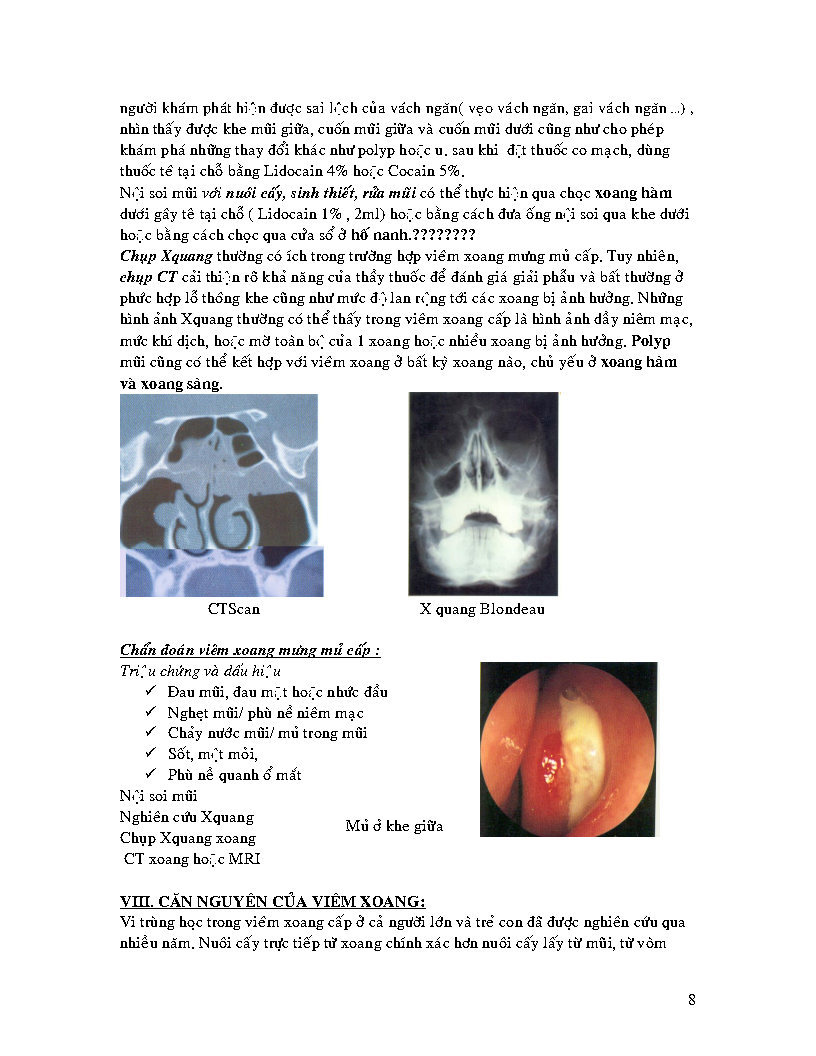 người khám phát hiện được sai lệch của vách ngăn( vẹo vách ngăn, gai vách ngăn ...) ,
nhìn thấy được khe mũi giữa, cuốn mũi giữa và cuốn mũi dưới cũng như cho phép
khám phá những thay đổi khác như polyp hoặc u. sau khi đặt thuốc co mạch, dùng
thuốc tê tại chỗ bằng Lidocain 4% hoặc Cocain 5%.
Nội soi mũi với nuôi cấy, sinh thiết, rửa mũi có thể thực hiện qua chọc xoang hàm
dưới gây tê tại chỗ ( Lidocain 1% , 2ml) hoặc bằng cách đưa ống nội soi qua khe dưới
hoặc bằng cách chọc qua cửa sổ ở hố nanh.????????
Chụp Xquang thường có ích trong trường hợp viêm xoang mưng mủ cấp. Tuy nhiên,
chụp CT cải thiện rõ khả năng của thầy thuốc để đánh giá giải phẫu và bất thường ở
phức hợp lỗ thông khe cũng như mức độ lan rộng tới các xoang bị ảnh hưởng. Những
hình ảnh Xquang thường có thể thấy trong viêm xoang cấp là hình ảnh dầy niêm mạc,
mức khí dịch, hoặc mờ toàn bộ của 1 xoang hoặc nhiều xoang bị ảnh hưởng. Polyp
mũi cũng có thể kết hợp với viêm xoang ở bất kỳ xoang nào, chủ yếu ở xoang hàm
và xoang sàng.
CTScan X quang Blondeau
Chẩn đoán viêm xoang mưng mủ cấp :
Triệu chứng và dấu hiệu
✓ Đau mũi, đau mặt hoặc nhức đầu
✓ Nghẹt mũi/ phù nề niêm mạc
✓ Chảy nước mũi/ mủ trong mũi
✓ Sốt, mệt mỏi,
✓ Phù nề quanh ổ mắt
Nội soi mũi
Nghiên cứu Xquang
Chụp Xquang xoang
CT xoang hoặc MRI
Mủ ở khe giữa
VIII. CĂN NGUYÊN CỦA VIÊM XOANG:
Vi trùng học trong viêm xoang cấp ở cả người lớn và trẻ con đã được nghiên cứu qua
nhiều năm. Nuôi cấy trực tiếp từ xoang chính xác hơn nuôi cấy lấy từ mũi, từ vòm
8